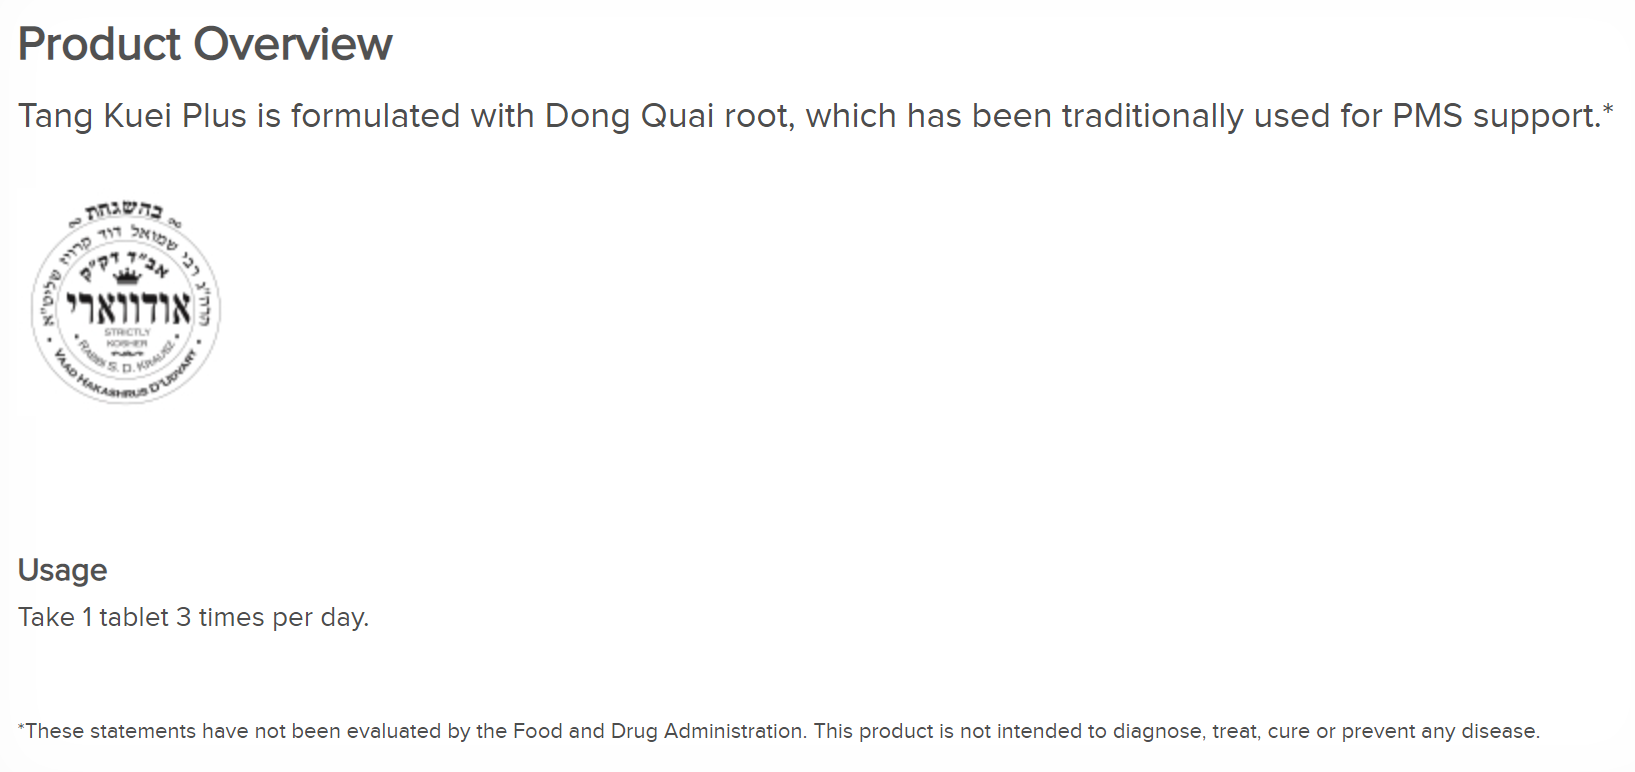 Product Overview
Tang Kuei Plus is formulated with Dong Quai root, which has been traditionally used for PMS support.*
בהשגחת
הרה"ג רבי שמואל דוד קרויז שליט"א
אב"ד דק"ק
אודווארי
STRICTLY
KOSHER
RABBI S. D. KRAUSZ
VAAD HAKASHRUS D'UDVARY
Usage
Take 1 tablet 3 times per day.
*These statements have not been evaluated by the Food and Drug Administration. This product is not intended to diagnose, treat, cure or prevent any disease.